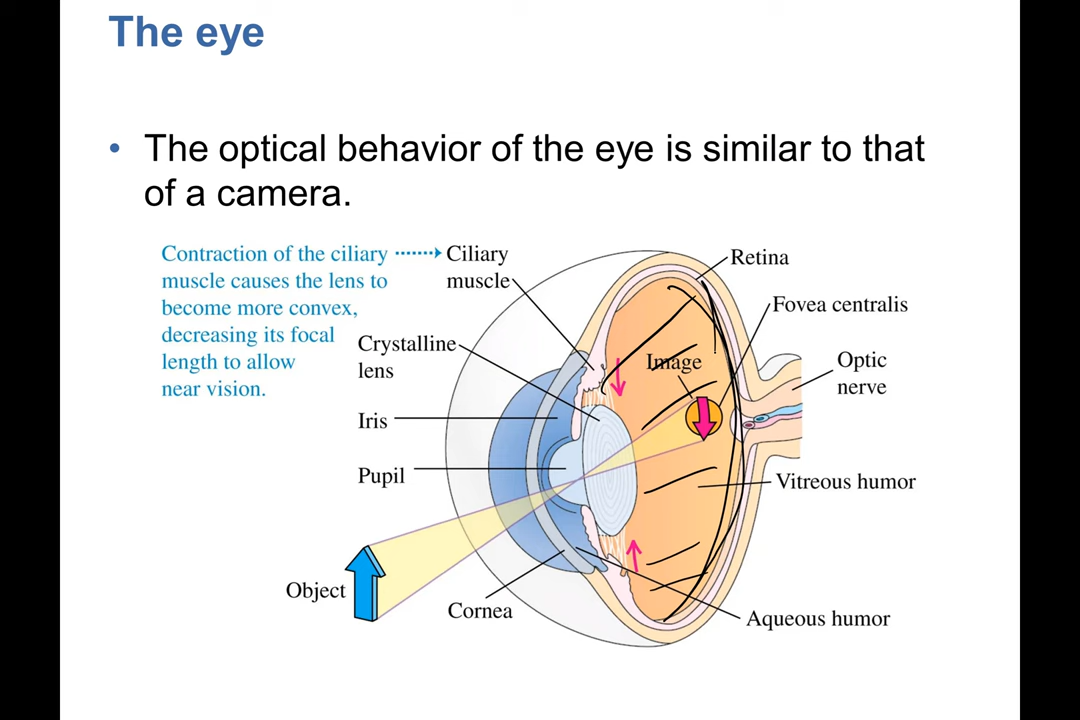 The eye
• The optical behavior of the eye is similar to that
of a camera.
Contraction of the ciliary
muscle causes the lens to
become more convex,
decreasing its focal
length to allow
near vision.
Ciliary
muscle
Crystalline
lens
Iris
Pupil
Object
Cornea
Retina
Fovea centralis
Image
Optic
nerve
Vitreous humor
Aqueous humor